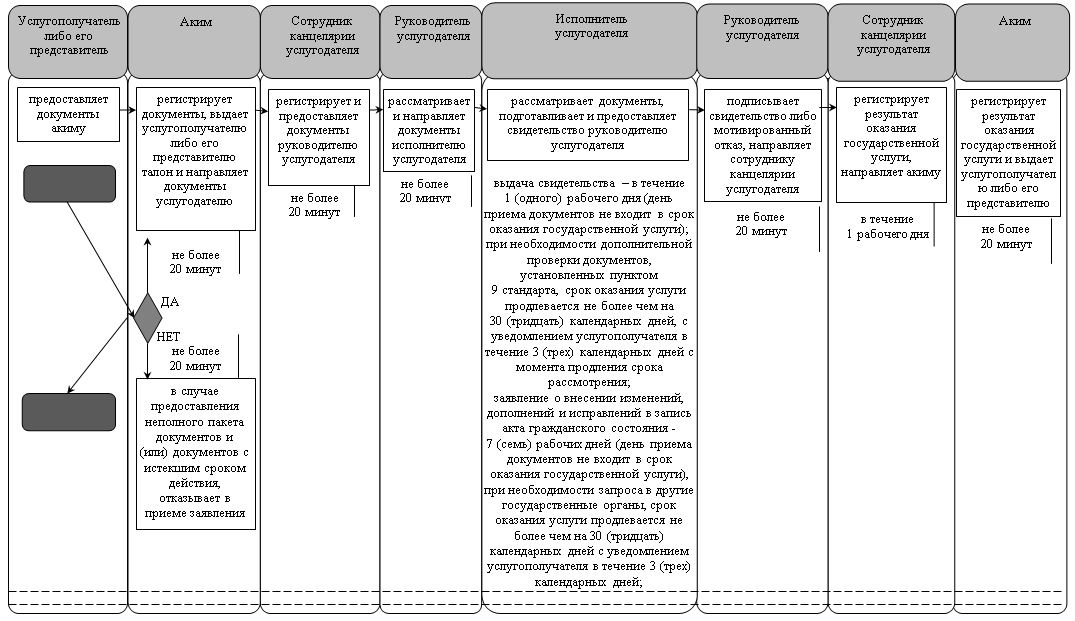 Услугополучатель
либо его
представитель
Аким
Сотрудник
канцелярии
услугодателя
Руководитель
услугодателя
Исполнитель
услугодателя
Руководитель
услугодателя
Сотрудник
канцелярии
услугодателя
Аким
предоставляет
документы
акиму
регистрирует
документы, выдает
услугополучателю
либо его
представителю
талон и направляет
документы
услугодателю
не более
20 минут
ДА
НЕТ
не более
20 минут
в случае
предоставления
неполного пакета
документов и
(или) документов с
истекшим сроком
действия,
отказывает в
приеме заявления
регистрирует и
предоставляет
документы
руководителю
услугодателя
не более
20 минут
рассматривает
и направляет
документы
исполнителю
услугодателя
не более
20 минут
рассматривает документы,
подготавливает и предоставляет
свидетельство руководителю
услугодателя
выдача свидетельства – в течение
1 (одного) рабочего дня (день
приема документов не входит в срок
оказания государственной услуги);
при необходимости дополнительной
проверки документов,
установленных пунктом
9 стандарта, срок оказания услуги
продлевается не более чем на
30 (тридцать) календарных дней, с
уведомлением услугополучателя в
течение 3 (трех) календарных дней с
момента продления срока
рассмотрения;
заявление о внесении изменений,
дополнений и исправлений в запись
акта гражданского состояния -
7 (семь) рабочих дней (день приема
документов не входит в срок
оказания государственной услуги),
при необходимости запроса в другие
государственные органы, срок
оказания услуги продлевается не
более чем на 30 (тридцать)
календарных дней с уведомлением
услугополучателя в течение 3 (трех)
календарных дней;
подписывает
свидетельство либо
мотивированный
отказ, направляет
сотруднику
канцелярии
услугодателя
не более
20 минут
регистрирует
результат
оказания
государственной
услуги,
направляет акиму
в течение
1 рабочего дня
регистрирует
результат
оказания
государственной
услуги и выдает
услугополучател
ю либо его
представителю
не более
20 минут